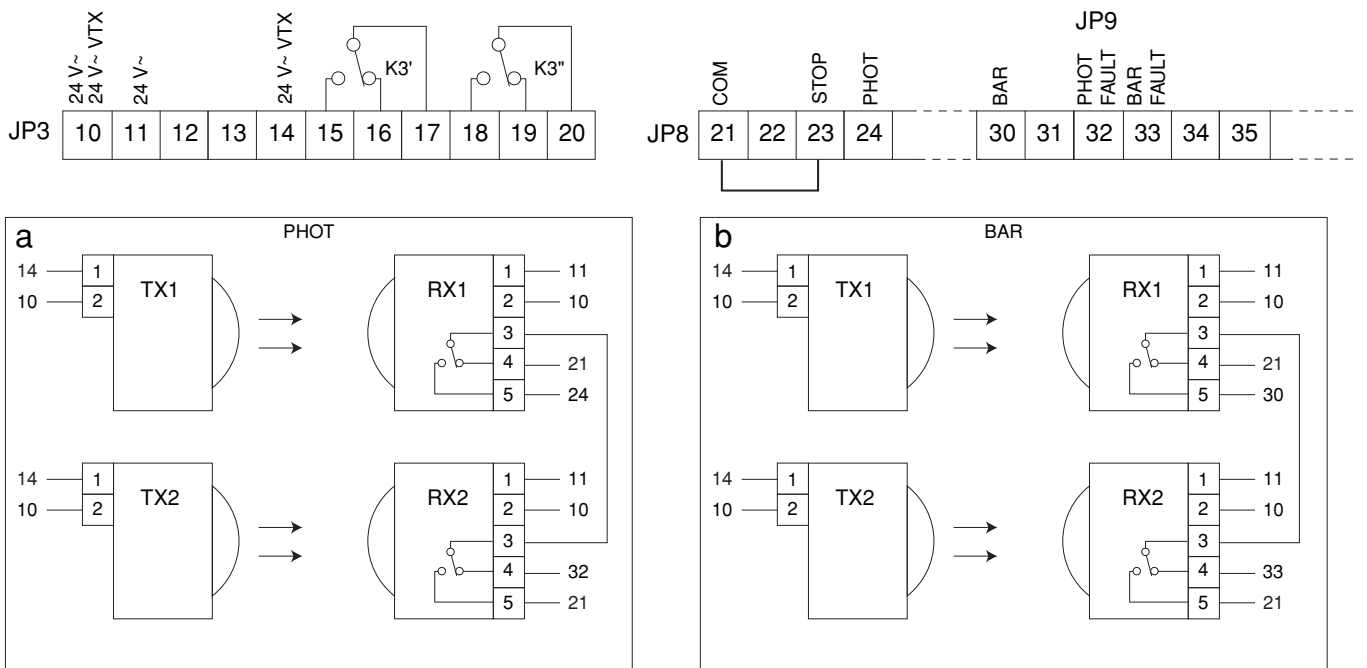 JP9
24 V~
24 V~ VTX
24 V~
24 V~ VTX
K3'
K3"
COM
STOP
PHOT
BAR
PHOT
FAULT
BAR
FAULT
JP3 10 11 12 13 14 15 16 17 18 19 20
JP8 21 22 23 24 30 31 32 33 34 35
a PHOT
14 1 TX1 RX1 1 11
10 2 2 10
3
4 21
5 24
14 1 TX2 RX2 1 11
10 2 2 10
3
4 32
5 21
b BAR
14 1 TX1 RX1 1 11
10 2 2 10
3
4 21
5 30
14 1 TX2 RX2 1 11
10 2 2 10
3
4 33
5 21